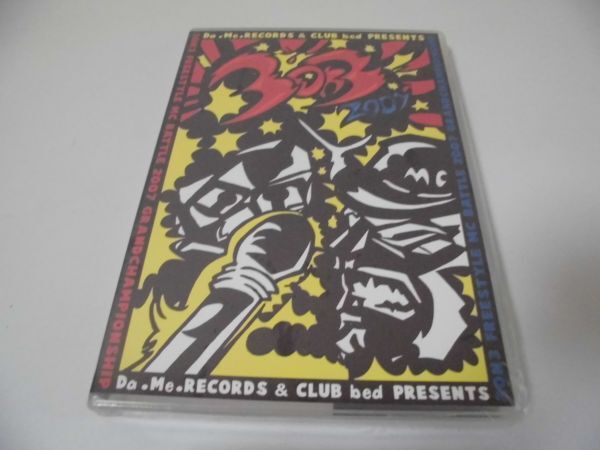 Da.Me.RECORDS & CLUB bed PRESENTS
3on3
2007
MC
3ON3 FREESTYLE MC BATTLE 2007 GRANDCHAMPIONSHIP
3ON3 FREESTYLE MC BATTLE 2007 GRANDCHAMPIONSHIP
Da.Me.RECORDS & CLUB bed PRESENTS